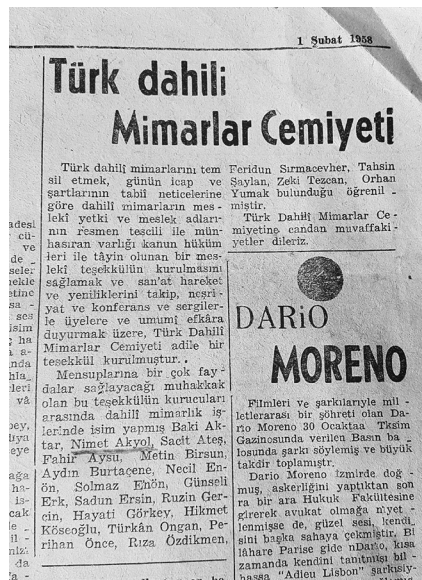 1 Şubat 1958
Türk dahili
Mimarlar Cemiyeti
Türk dahilî mimarlarını tem
sil etmek, günün icap ve
şartlarının tabiî neticelerine
göre dahilî mimarların mes-
lekî yetki ve meslek adları-
nın resmen tescili ile mün-
hasıran varlığı kanun hüküm
leri ile tâyin olunan bir mes-
lekî teşekkülün kurulmasını
sağlamak ve san'at hareket
ve yeniliklerini takip, neşri-
yat ve konferans ve sergiler-
le üyelere ve umumî efkâra
duyurmak üzere, Türk Dahilî
Mimarlar Cemiyeti adile bir
teşekkül kurulmuştur.
Mensuplarına bir çok fay-
dalar sağlayacağı muhakkak
olan bu teşekkülün kurucuları
arasında dahilî mimarlık iş-
lerinde isim yapmış Baki Ak-
tar, Nimet Akyol, Sacit Ateş,
Fahir Aysu, Metin Birsun,
Aydın Burtaçene, Necil En-
ön, Solmaz Enön, Günseli
Erk, Sadun Ersin, Ruzin Ger-
çin, Hayati Görkey, Hikmet
Köseoğlu, Türkân Ongan, Pe-
rihan Önce, Rıza Özdikmen,
Feridun Sırmacevher, Tahsin
Saylan, Zeki Tezcan, Orhan
Yumak bulunduğu öğrenil -
miştir.
Türk Dahilî Mimarlar Ce -
miyetine candan muvaffaki-
yetler dileriz.
DARiO
MORENO
Filmleri ve şarkılarıyle mil -
letlerarası bir şöhreti olan Da-
rio Moreno 30 Ocaktaa Tksim
Gazinosunda verilen Basın ba _
losunda şarkı söylemiş ve büyük
takdir toplamıştr.
Dario Moreno İzmirde doğ -
muş, askerliğini yaptıktan son
ra bir ara Hukuk Fakültesine
girerek avukat olmağa niyet -
lenmişse de, güzel sesi, kendi_
sini başka sahaya çekmiştir. Bi
lâhare Parise gide nDario, kısa
zamanda kendini tanıtmış bil -
hassa "Adieu Lisbon" şarkısıy-